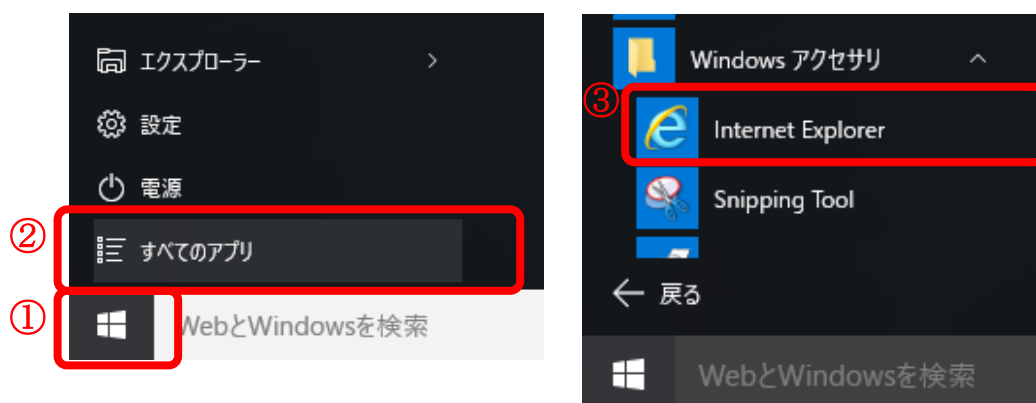 エクスプローラー
設定
電源
② すべてのアプリ
① WebとWindowsを検索
Windows アクセサリ
③ Internet Explorer
Snipping Tool
戻る
WebとWindowsを検索